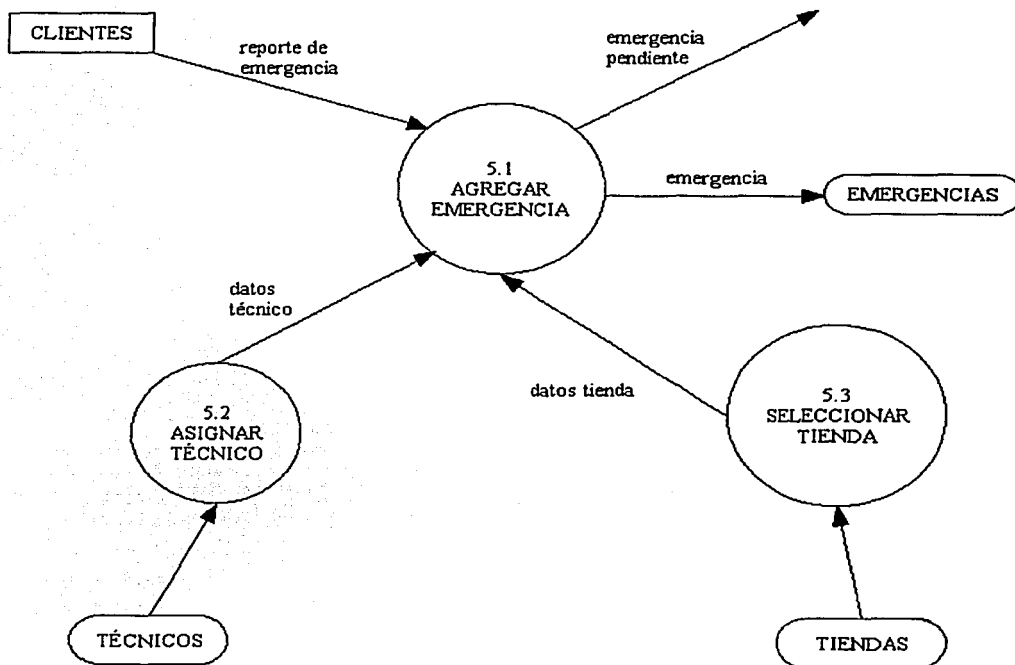 CLIENTES
reporte de
emergencia
emergencia
pendiente
5.1
AGREGAR
EMERGENCIA
emergencia
EMERGENCIAS
datos
técnico
datos tienda
5.2
ASIGNAR
TÉCNICO
5.3
SELECCIONAR
TIENDA
TÉCNICOS
TIENDAS